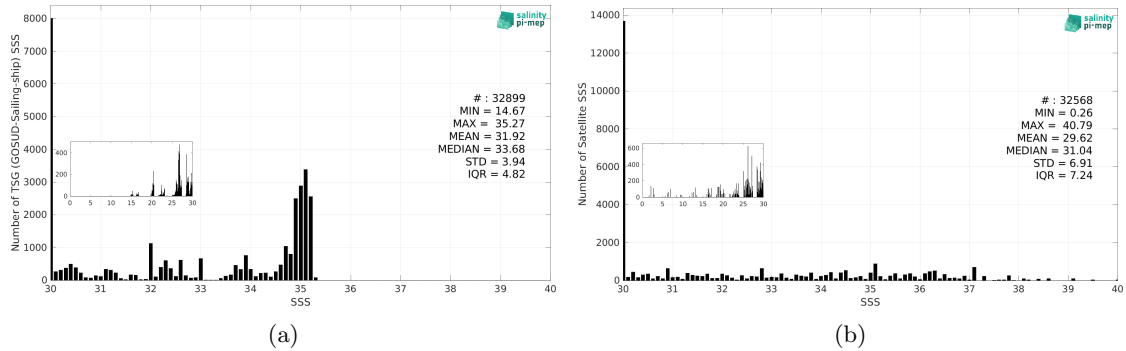 8000
7000
6000
5000
4000
3000
2000
1000
0
Number of TSG (GOSUD-Sailing-ship) SSS
30 31 32 33 34 35 36 37 38 39 40
SSS
salinity
pi-mep
# : 32899
MIN = 14.67
MAX = 35.27
MEAN = 31.92
MEDIAN = 33.68
STD = 3.94
IQR = 4.82
400
200
0
0 5 10 15 20 25 30
(a)
14000
12000
10000
8000
6000
4000
2000
0
Number of Satellite SSS
30 31 32 33 34 35 36 37 38 39 40
SSS
salinity
pi-mep
# : 32568
MIN = 0.26
MAX = 40.79
MEAN = 29.62
MEDIAN = 31.04
STD = 6.91
IQR = 7.24
600
400
200
0
0 5 10 15 20 25 30
(b)